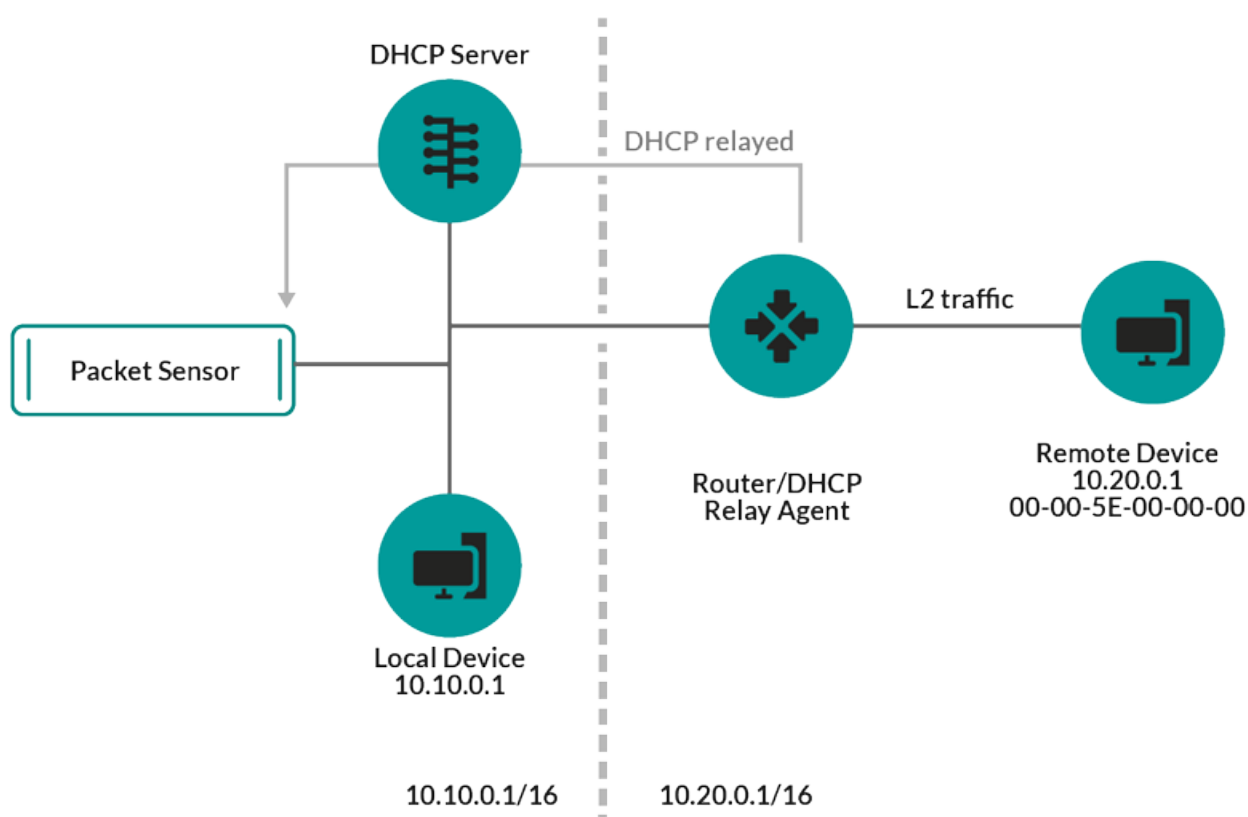 DHCP Server
DHCP relayed
L2 traffic
Packet Sensor
Router/DHCP
Relay Agent
Remote Device
10.20.0.1
00-00-5E-00-00-00
Local Device
10.10.0.1
10.10.0.1/16
10.20.0.1/16